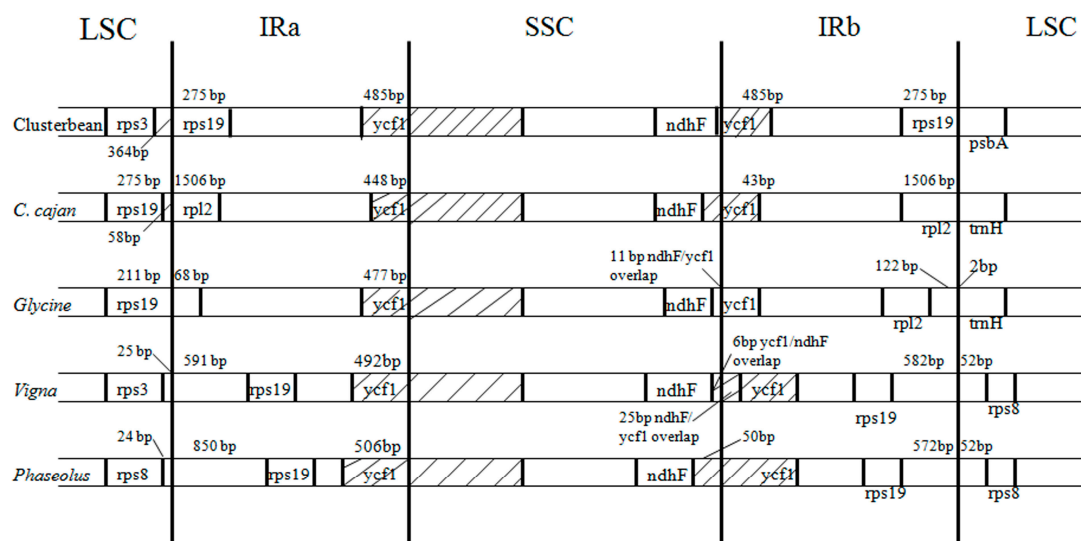 LSC IRa SSC IRb LSC
275 bp 485bp 485bp 275 bp
Clusterbean rps3 rps19 ycf1 ndhF ycf1 rps19
364bp psbA
275 bp 1506 bp 448 bp 43bp 1506 bp
C. cajan rps19 rpl2 ycf1 ndhF ycf1
58bp rpl2 trnH
11 bp ndhF/ycf1
overlap
211 bp 68 bp 477 bp 122 bp 2bp
Glycine rps19 ycf1 ndhF ycf1
rpl2 trnH
6bp ycf1/ndhF
overlap
25 bp 591 bp 492bp 582 bp 52bp
Vigna rps3 rps19 ycf1 ndhF ycf1
rps19 rps8
25bp ndhF/
ycf1 overlap
24 bp 850 bp 506bp 50bp 572bp 52bp
Phaseolus rps8 rps19 ycf1 ndhF ycf1
rps19 rps8